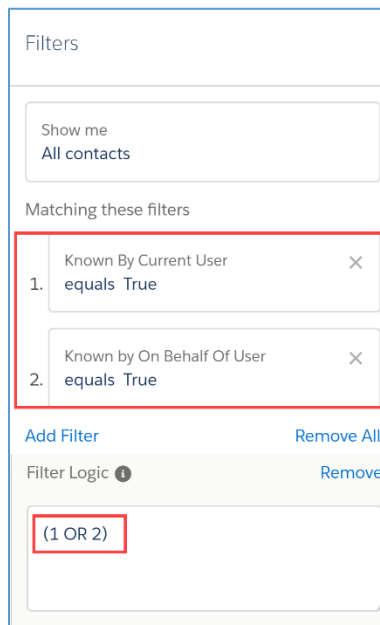 Filters
Show me
All contacts
Matching these filters
Known By Current User
1. equals True
Known by On Behalf Of User
2. equals True
Add Filter Remove All
Filter Logic Remove
(1 OR 2)